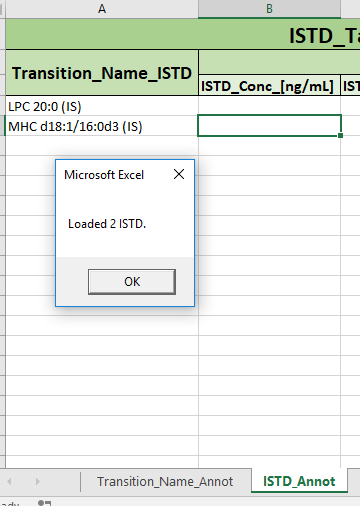 A B
ISTD_Ta
Transition_Name_ISTD
ISTD_Conc_[ng/mL] IST
LPC 20:0 (IS)
MHC d18:1/16:0d3 (IS)
Microsoft Excel
Loaded 2 ISTD.
OK
Transition_Name_Annot ISTD_Annot